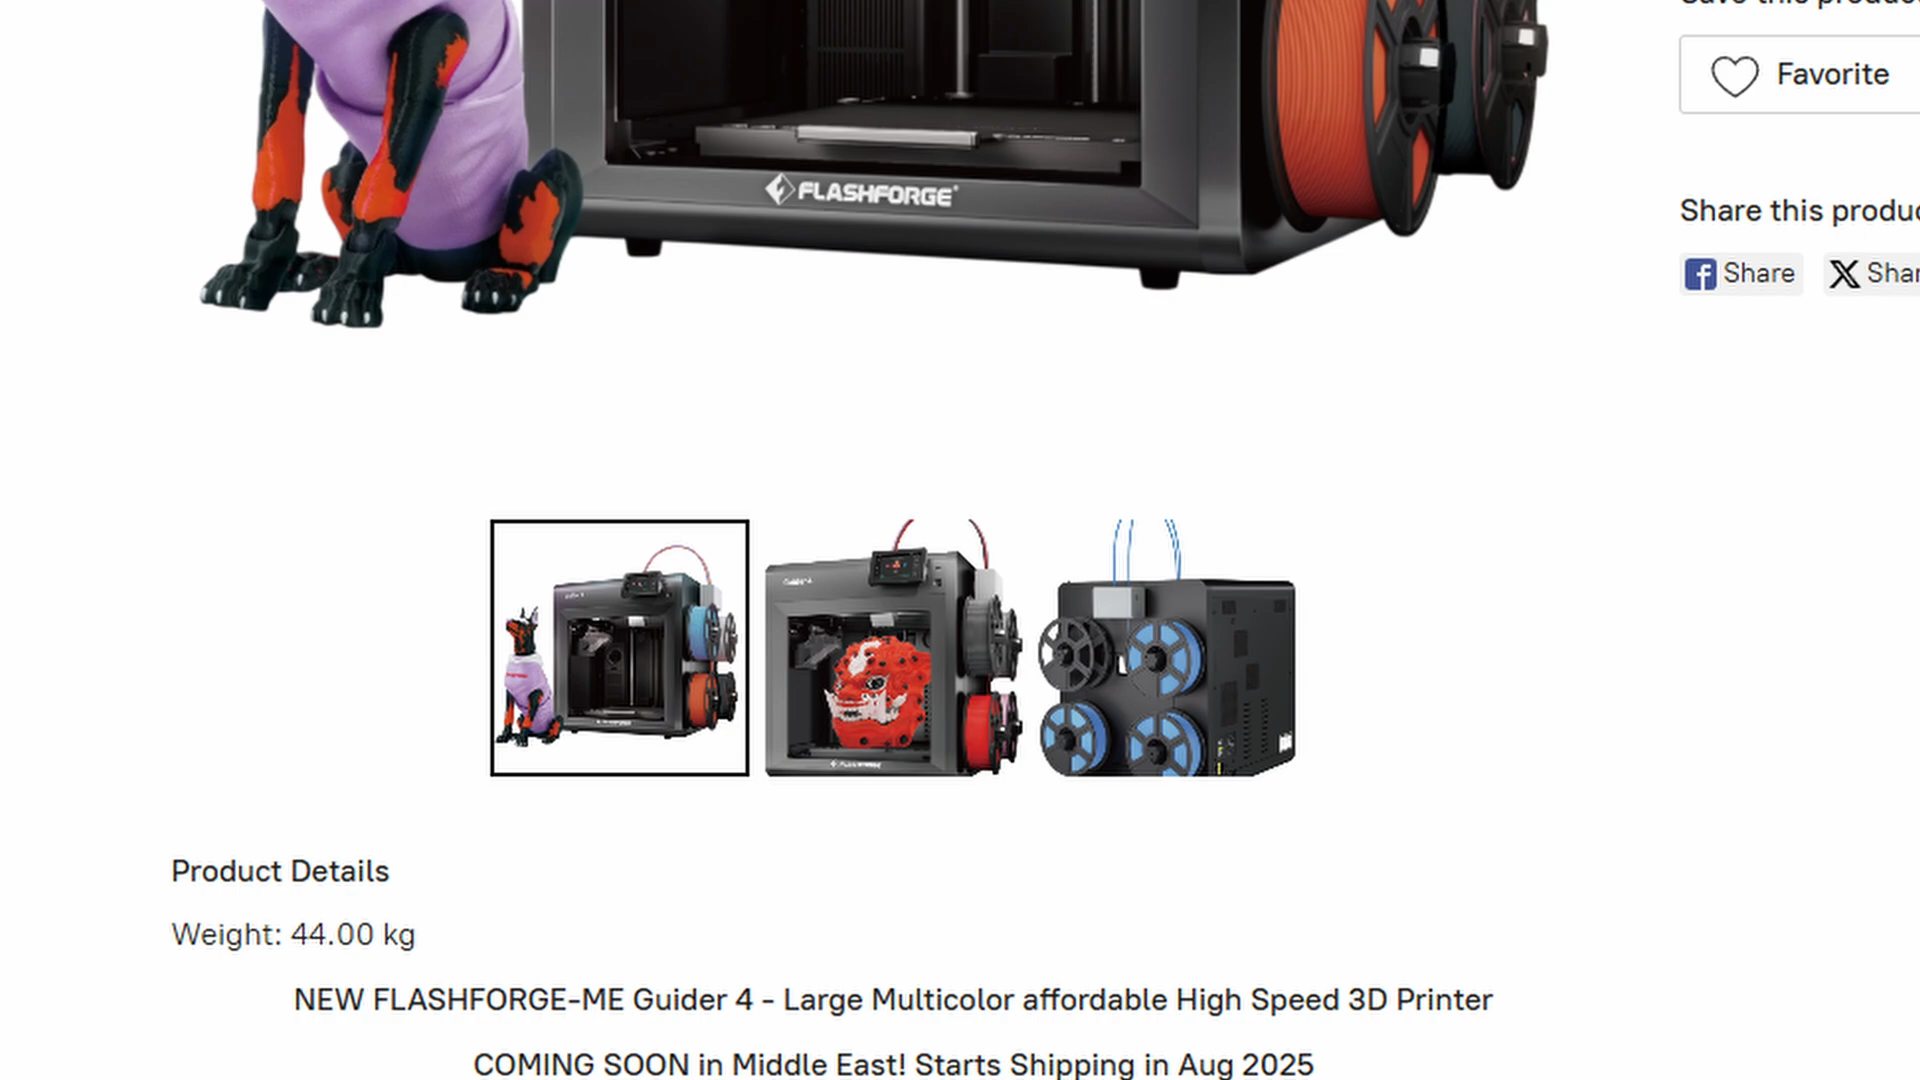 Favorite
FLASHFORGE
Share this produc
Share
Shar
Product Details
Weight: 44.00 kg
NEW FLASHFORGE-ME Guider 4 - Large Multicolor affordable High Speed 3D Printer
COMING SOON in Middle East! Starts Shipping in Aug 2025